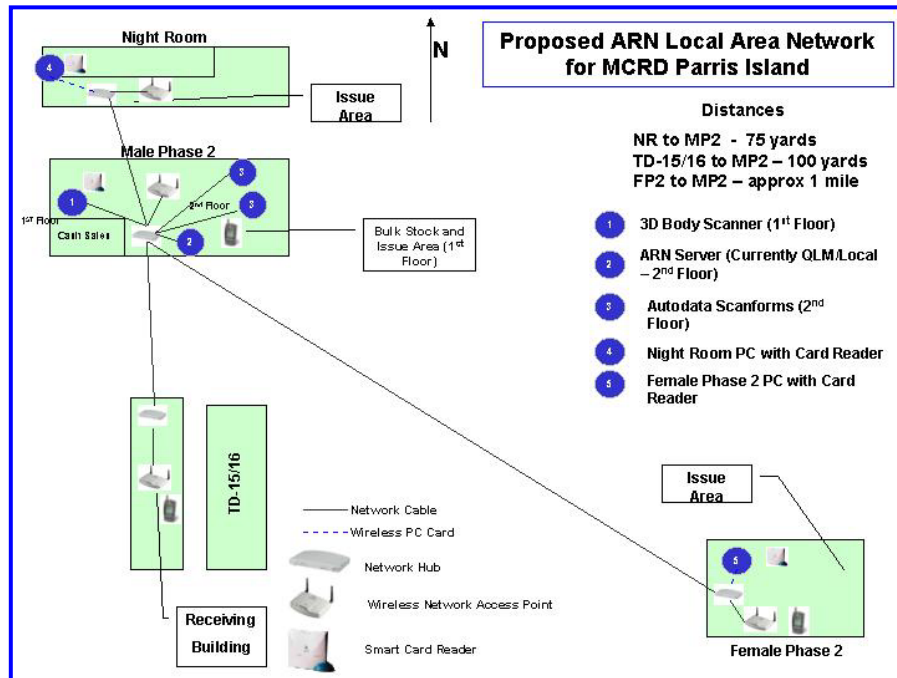 Proposed ARN Local Area Network
for MCRD Parris Island
N
Night Room
4
Issue
Area
Distances
NR to MP2 - 75 yards
TD-15/16 to MP2 – 100 yards
FP2 to MP2 – approx 1 mile
Male Phase 2
3
3
1
2nd Floor
1ST Floor
Cash Sales
2
Bulk Stock and
Issue Area (1st
Floor)
1 3D Body Scanner (1st Floor)
2 ARN Server (Currently QLM/Local
– 2nd Floor)
3 Autodata Scanforms (2nd
Floor)
4 Night Room PC with Card Reader
5 Female Phase 2 PC with Card
Reader
TD-15/16
Issue
Area
Network Cable
Wireless PC Card
Network Hub
Wireless Network Access Point
Smart Card Reader
Receiving
Building
5
Female Phase 2